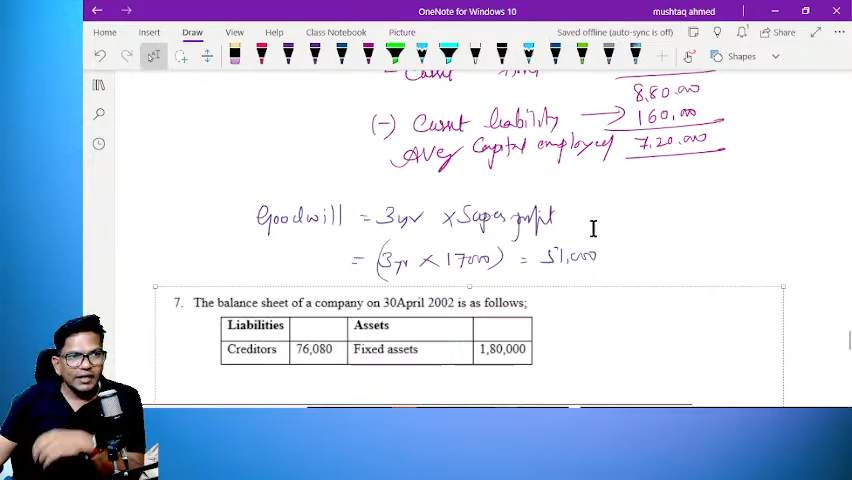 OneNote for Windows 10
mushtaq ahmed
Home Insert Draw View Help Class Notebook Picture
Saved offline (auto-sync is off)
Share
Shapes
8,80,000
(-) Currnt liability → 160,000
Aveg Capital employed 7,20,000
Goodwill = 3yr × Super profit
= (3yr × 17000) = 51,000
7. The balance sheet of a company on 30April 2002 is as follows;
Liabilities Assets
Creditors 76,080 Fixed assets 1,80,000